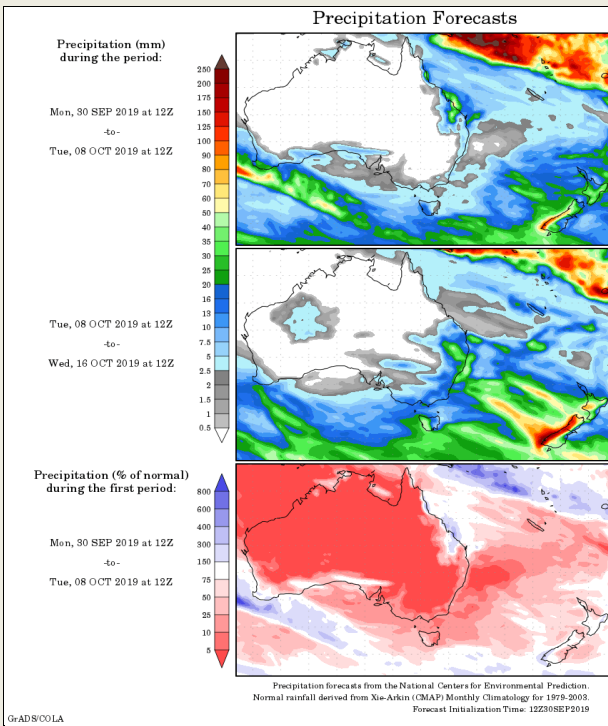 Precipitation Forecasts
Precipitation (mm)
during the period:
Mon, 30 SEP 2019 at 12Z
-to-
Tue, 08 OCT 2019 at 12Z
250
200
175
150
125
100
90
80
70
60
50
40
35
30
25
20
16
13
10
7.5
5
2.5
2
1.5
1
0.5
Tue, 08 OCT 2019 at 12Z
-to-
Wed, 16 OCT 2019 at 12Z
Precipitation (% of normal)
during the first period:
Mon, 30 SEP 2019 at 12Z
-to-
Tue, 08 OCT 2019 at 12Z
800
600
400
300
150
75
50
25
10
5
Precipitation forecasts from the National Centers for Environmental Prediction.
Normal rainfall derived from Xie-Arkin (CMAP) Monthly Climatology for 1979-2003.
Forecast Initialization Time: 12Z30SEP2019
GrADS/COLA